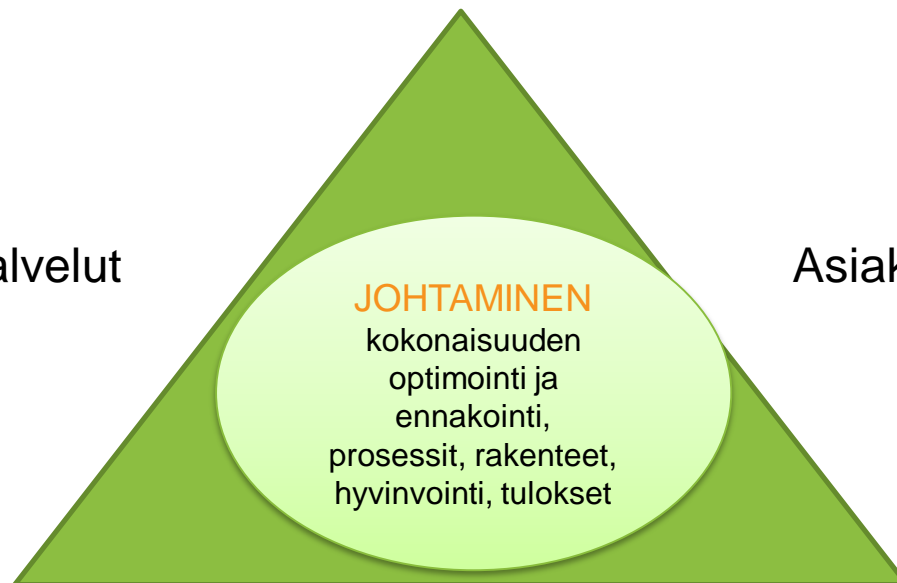 alvelut
Asiak
JOHTAMINEN
kokonaisuuden
optimointi ja
ennakointi,
prosessit, rakenteet,
hyvinvointi, tulokset